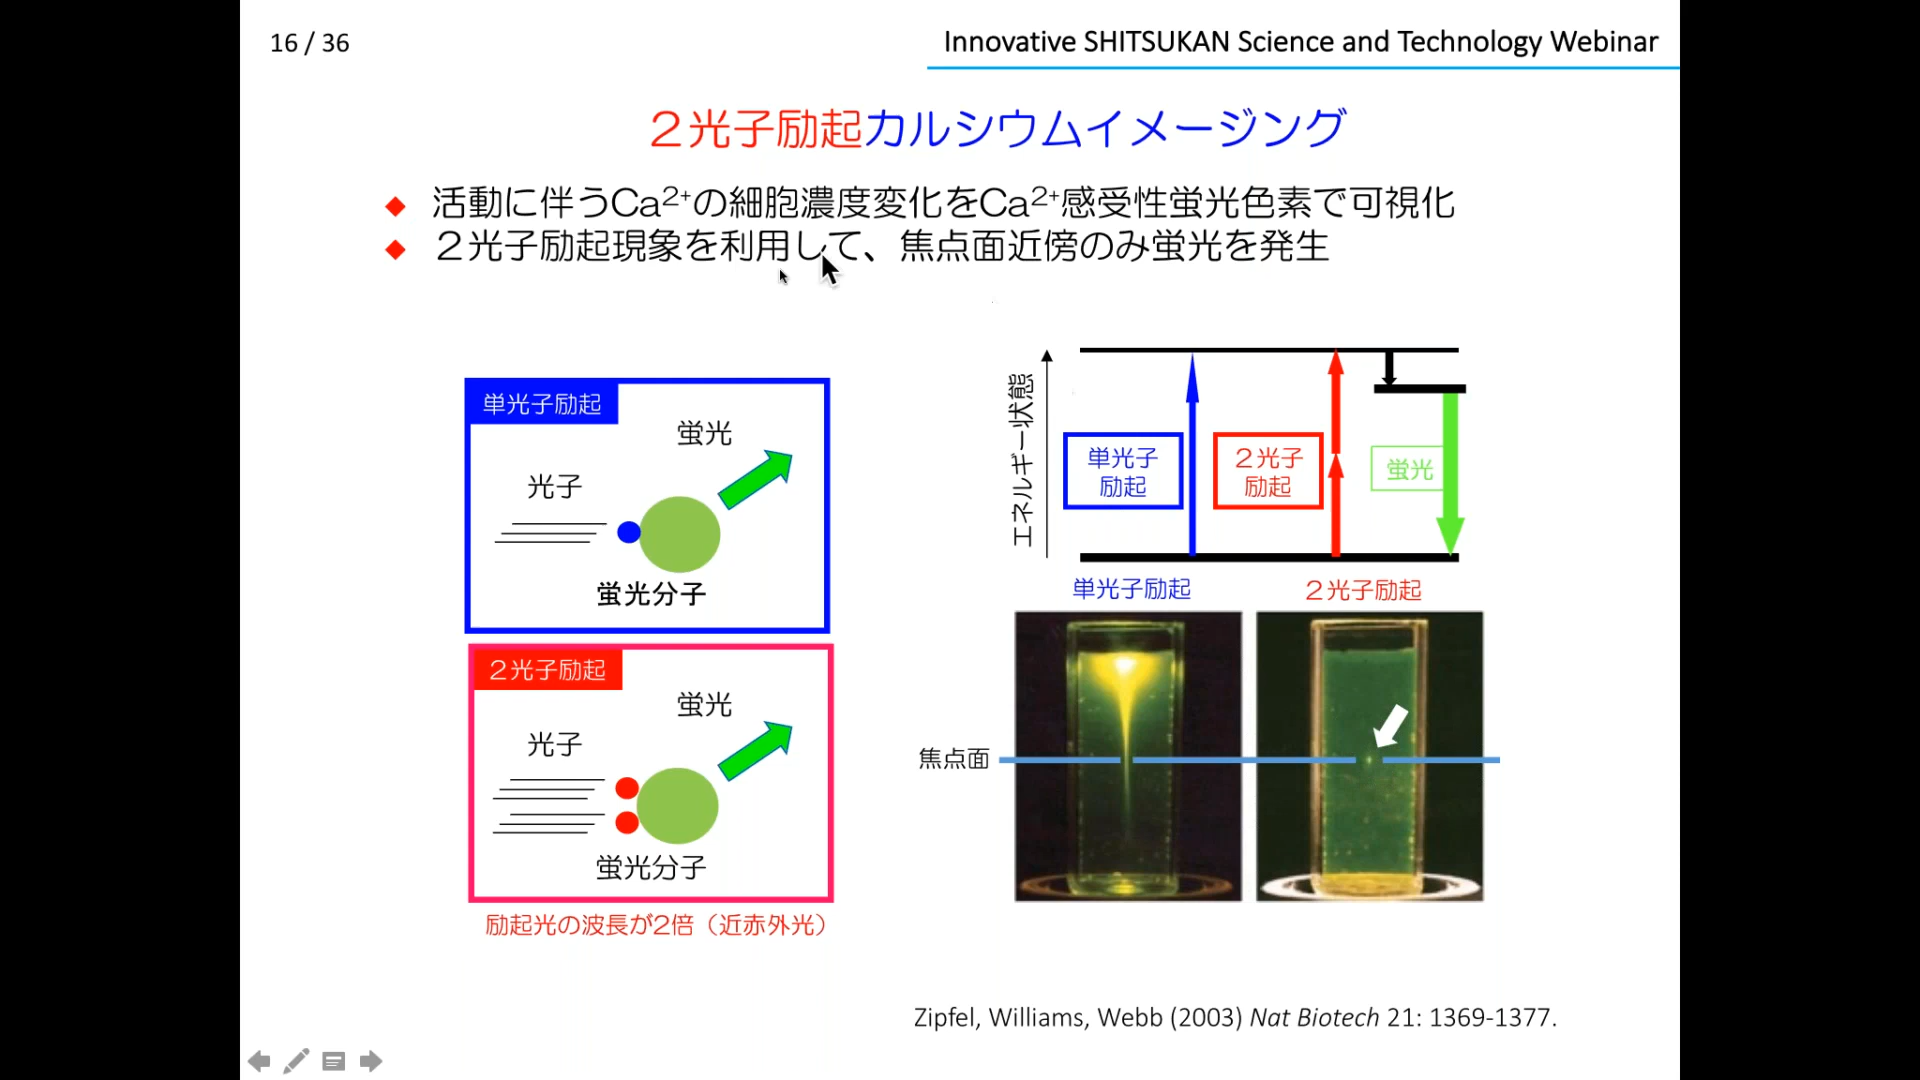 16 / 36
Innovative SHITSUKAN Science and Technology Webinar
２光子励起カルシウムイメージング
活動に伴うCa²⁺の細胞濃度変化をCa²⁺感受性蛍光色素で可視化
２光子励起現象を利用して、焦点面近傍のみ蛍光を発生
単光子励起
蛍光
光子
蛍光分子
２光子励起
蛍光
光子
蛍光分子
励起光の波長が2倍（近赤外光）
エネルギー状態
単光子
励起
２光子
励起
蛍光
単光子励起
２光子励起
焦点面
Zipfel, Williams, Webb (2003) Nat Biotech 21: 1369-1377.